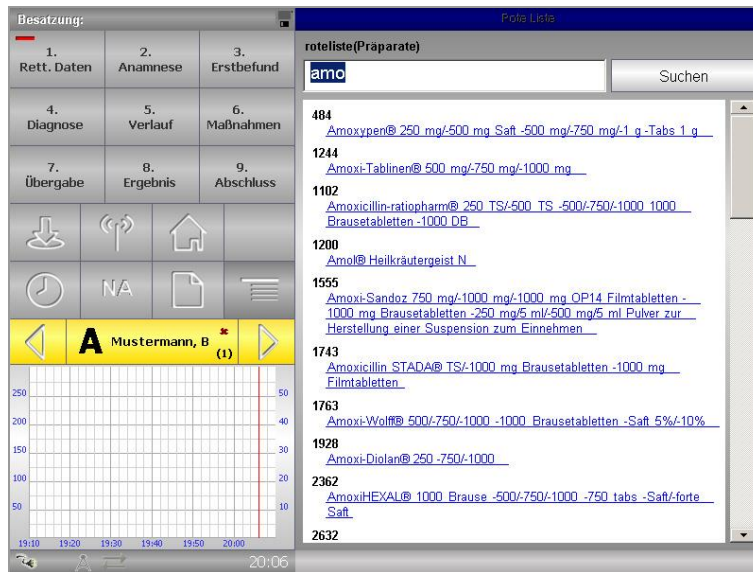 Besatzung:
1.
Rett. Daten
2.
Anamnese
3.
Erstbefund
4.
Diagnose
5.
Verlauf
6.
Maßnahmen
7.
Übergabe
8.
Ergebnis
9.
Abschluss
NA
A Mustermann, B
(1)
250
200
150
100
50
50
40
30
20
10
19:10 19:20 19:30 19:40 19:50 20:00
20:06
Rote Liste
roteliste(Präparate)
amo
Suchen
484
Amoxypen® 250 mg/-500 mg Saft -500 mg/-750 mg/-1 g -Tabs 1 g
1244
Amoxi-Tablinen® 500 mg/-750 mg/-1000 mg
1102
Amoxicillin-ratiopharm® 250 TS/-500 TS -500/-750/-1000 1000
Brausetabletten -1000 DB
1200
Amol® Heilkräutergeist N
1555
Amoxi-Sandoz 750 mg/-1000 mg/-1000 mg OP14 Filmtabletten -
1000 mg Brausetabletten -250 mg/5 ml/-500 mg/5 ml Pulver zur
Herstellung einer Suspension zum Einnehmen
1743
Amoxicillin STADA® TS/-1000 mg Brausetabletten -1000 mg
Filmtabletten
1763
Amoxi-Wolff® 500/-750/-1000 -1000 Brausetabletten -Saft 5%/-10%
1928
Amoxi-Diolan® 250 -750/-1000
2362
AmoxiHEXAL® 1000 Brause -500/-750/-1000 -750 tabs -Saft/-forte
Saft
2632